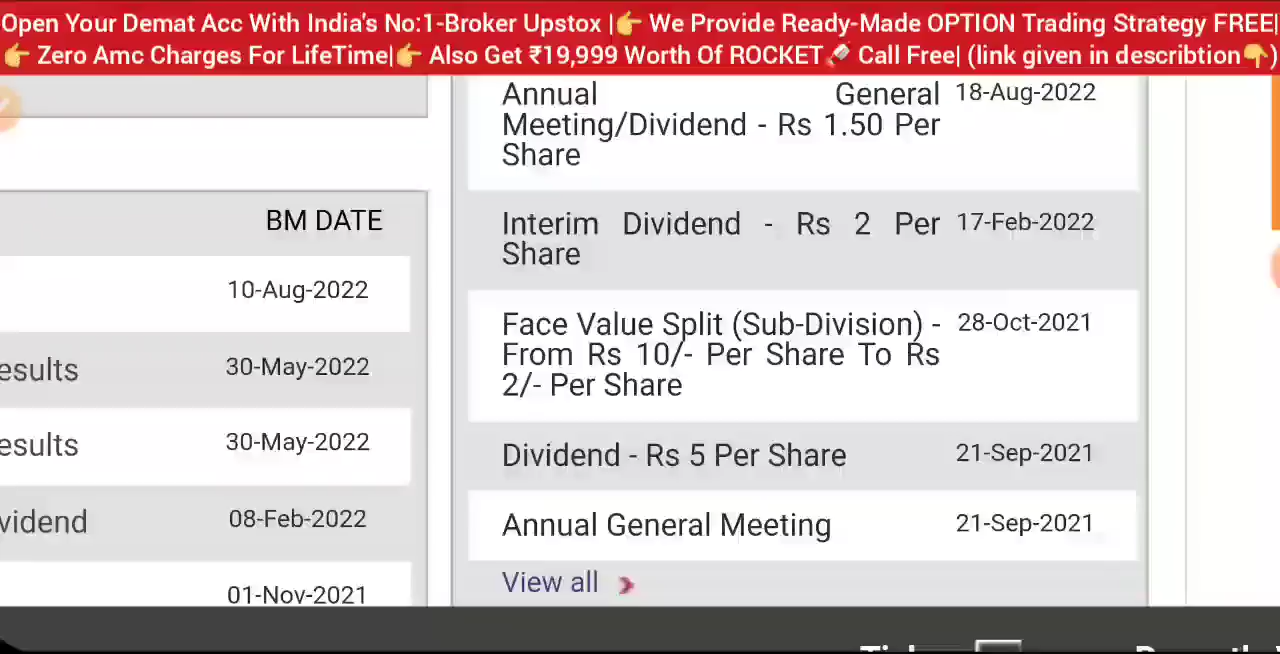 Open Your Demat Acc With India's No:1-Broker Upstox |👉 We Provide Ready-Made OPTION Trading Strategy FREE|
👉 Zero Amc Charges For LifeTime|👉 Also Get ₹19,999 Worth Of ROCKET🚀 Call Free| (link given in describtion👇)
BM DATE
10-Aug-2022
esults 30-May-2022
esults 30-May-2022
vidend 08-Feb-2022
01-Nov-2021
Annual General 18-Aug-2022
Meeting/Dividend - Rs 1.50 Per
Share
Interim Dividend - Rs 2 Per 17-Feb-2022
Share
Face Value Split (Sub-Division) - 28-Oct-2021
From Rs 10/- Per Share To Rs
2/- Per Share
Dividend - Rs 5 Per Share 21-Sep-2021
Annual General Meeting 21-Sep-2021
View all